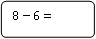 8 − 6 =